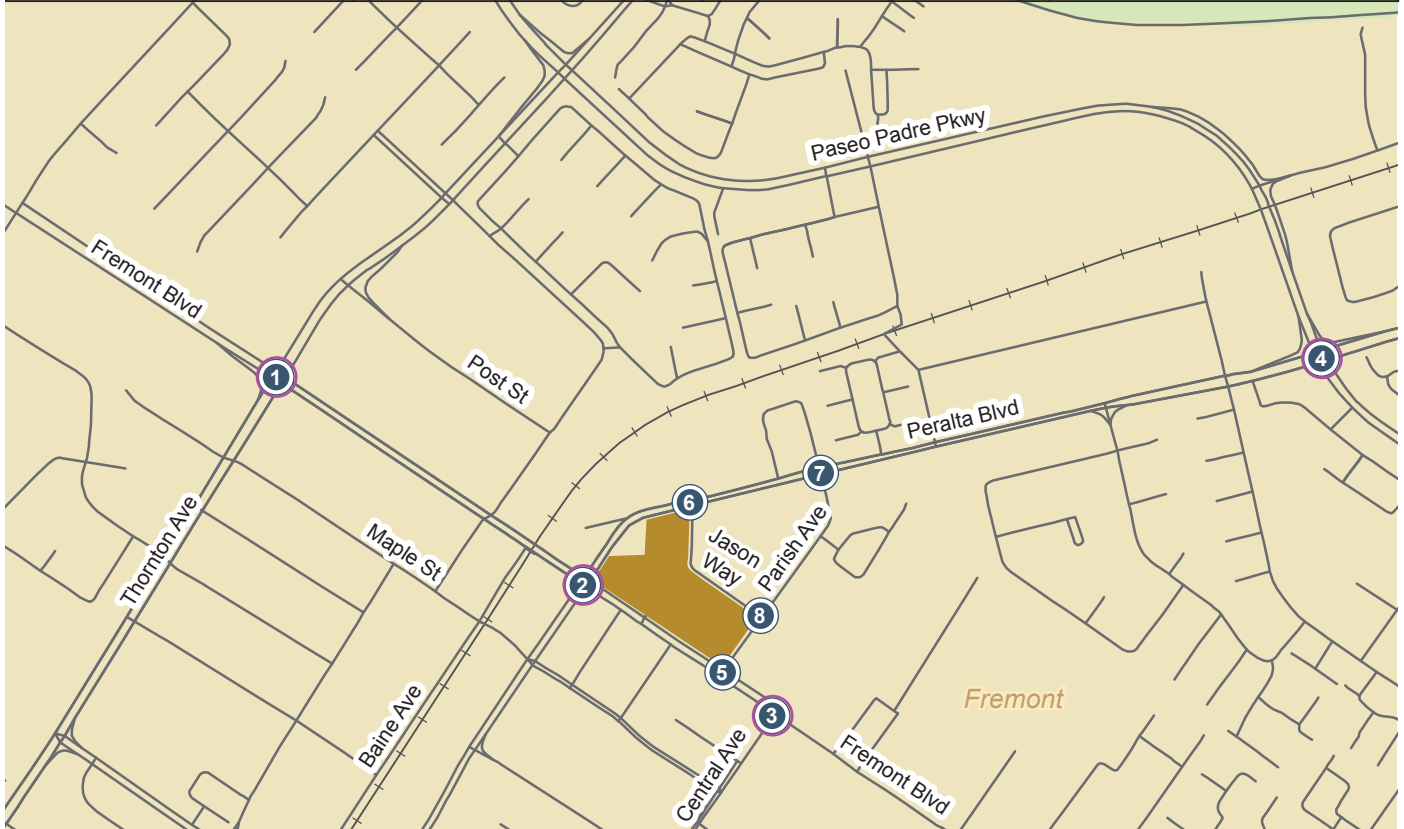 Paseo Padre Pkwy
Fremont Blvd
Post St
1
4
Peralta Blvd
7
6
Thornton Ave
Maple St
Jason
Way
Parish Ave
2
8
5
Baine Ave
Fremont
3
Central Ave
Fremont Blvd